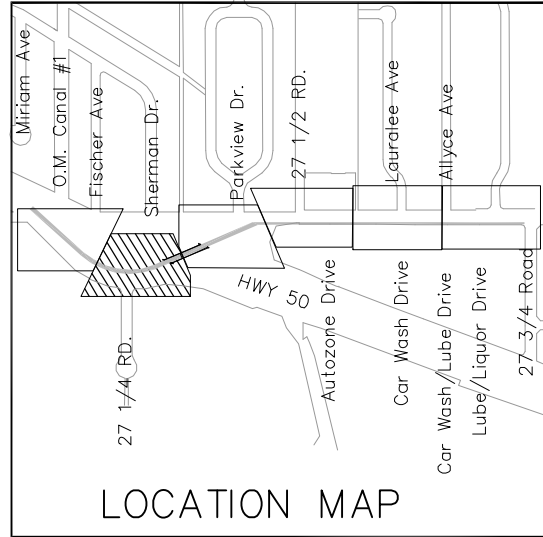 Miriam Ave
O.M. Canal #1
Fischer Ave
Sherman Dr.
Parkview Dr.
27 1/2 RD.
Lauralee Ave
Allyce Ave
HWY 50
27 1/4 RD.
Autozone Drive
Car Wash Drive
Car Wash/Lube Drive
Lube/Liquor Drive
27 3/4 Road
LOCATION MAP